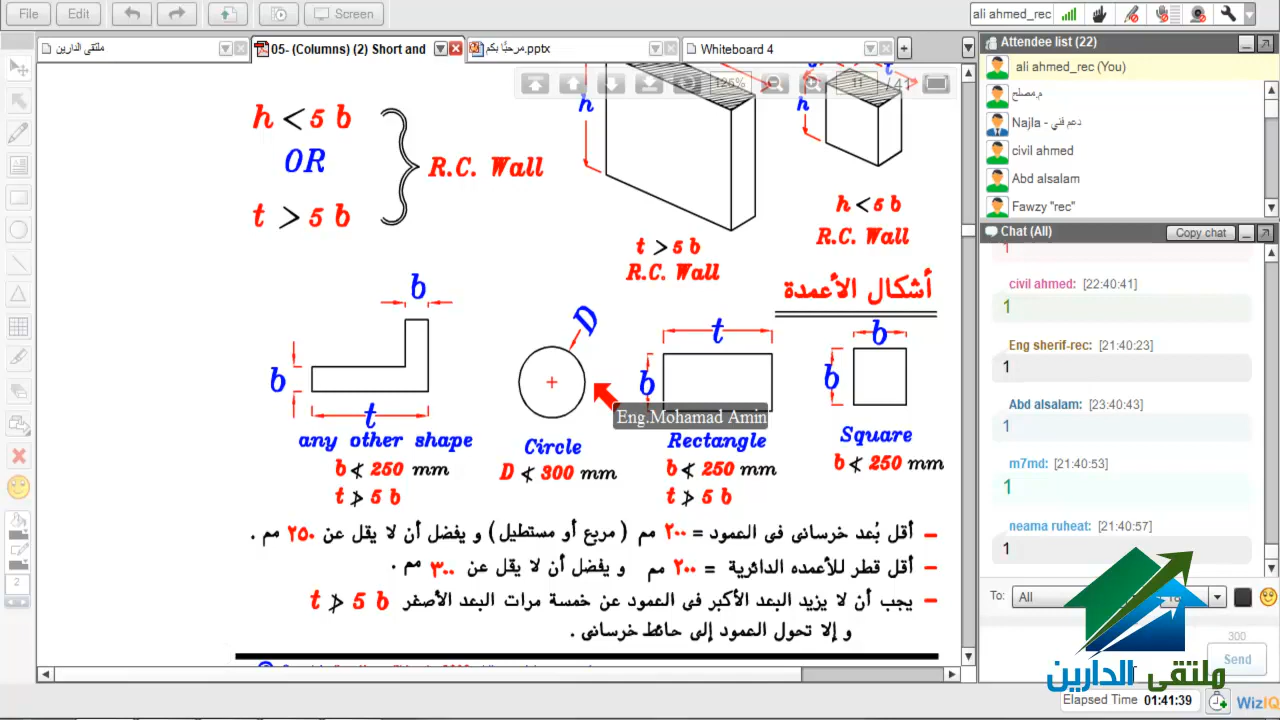 File
Edit
Screen
ali ahmed_rec
ملتقى الدارين
05- (Columns) (2) Short and
مرحبًا بكم.pptx
Whiteboard 4
125%
11
/ 41
h < 5 b
OR
t > 5 b
R.C. Wall
h
t > 5 b
R.C. Wall
h
t
h < 5 b
R.C. Wall
أشكال الأعمدة
b
b
t
any other shape
b ≮ 250 mm
t ≯ 5 b
D
Circle
D ≮ 300 mm
t
b
Eng.Mohamad Amin
Rectangle
b ≮ 250 mm
t ≯ 5 b
b
b
Square
b ≮ 250 mm
– أقل بُعد خرسانى فى العمود = ٢٠٠ مم ( مربع أو مستطيل ) و يفضل أن لا يقل عن ٢٥٠ مم .
– أقل قطر للأعمده الدائرية = ٢٠٠ مم و يفضل أن لا يقل عن ٣٠٠ مم .
– يجب أن لا يزيد البعد الأكبر فى العمود عن خمسة مرات البعد الأصغر t ≯ 5 b
و إلا تحول العمود إلى حائط خرسانى .
2
Attendee list (22)
ali ahmed_rec (You)
م.مصلح
Najla - دعم فني
civil ahmed
Abd alsalam
Fawzy "rec"
Chat (All)
Copy chat
1
civil ahmed: [22:40:41]
1
Eng sherif-rec: [21:40:23]
1
Abd alsalam: [23:40:43]
1
m7md: [21:40:53]
1
neama ruheat: [21:40:57]
1
To:
All
300
Send
ملتقى الدارين
Elapsed Time
01:41:39
WizIQ